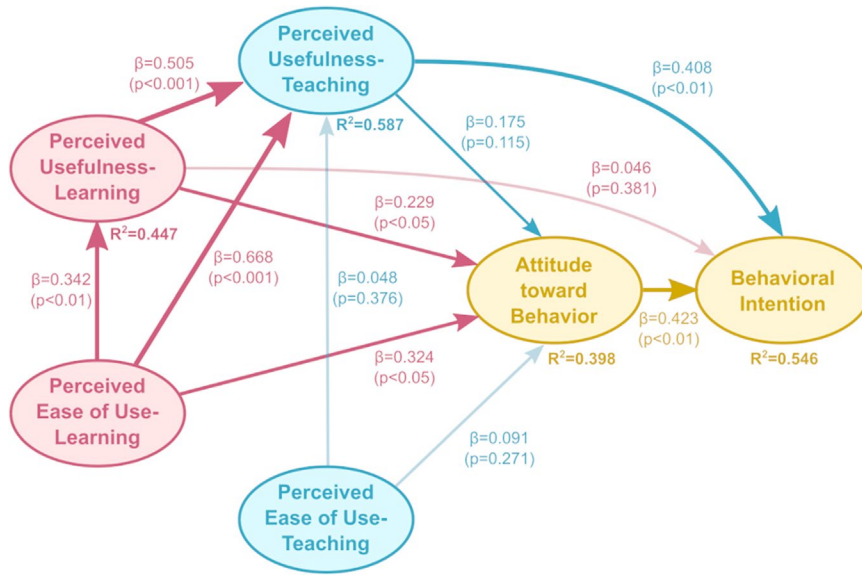 Perceived
Usefulness-
Teaching
β=0.505
(p<0.001)
β=0.408
(p<0.01)
R²=0.587
β=0.175
(p=0.115)
Perceived
Usefulness-
Learning
β=0.046
(p=0.381)
β=0.229
(p<0.05)
R²=0.447
β=0.342
(p<0.01)
β=0.668
(p<0.001)
β=0.048
(p=0.376)
Attitude
toward
Behavior
Behavioral
Intention
β=0.423
(p<0.01)
R²=0.398
R²=0.546
β=0.324
(p<0.05)
Perceived
Ease of Use-
Learning
β=0.091
(p=0.271)
Perceived
Ease of Use-
Teaching